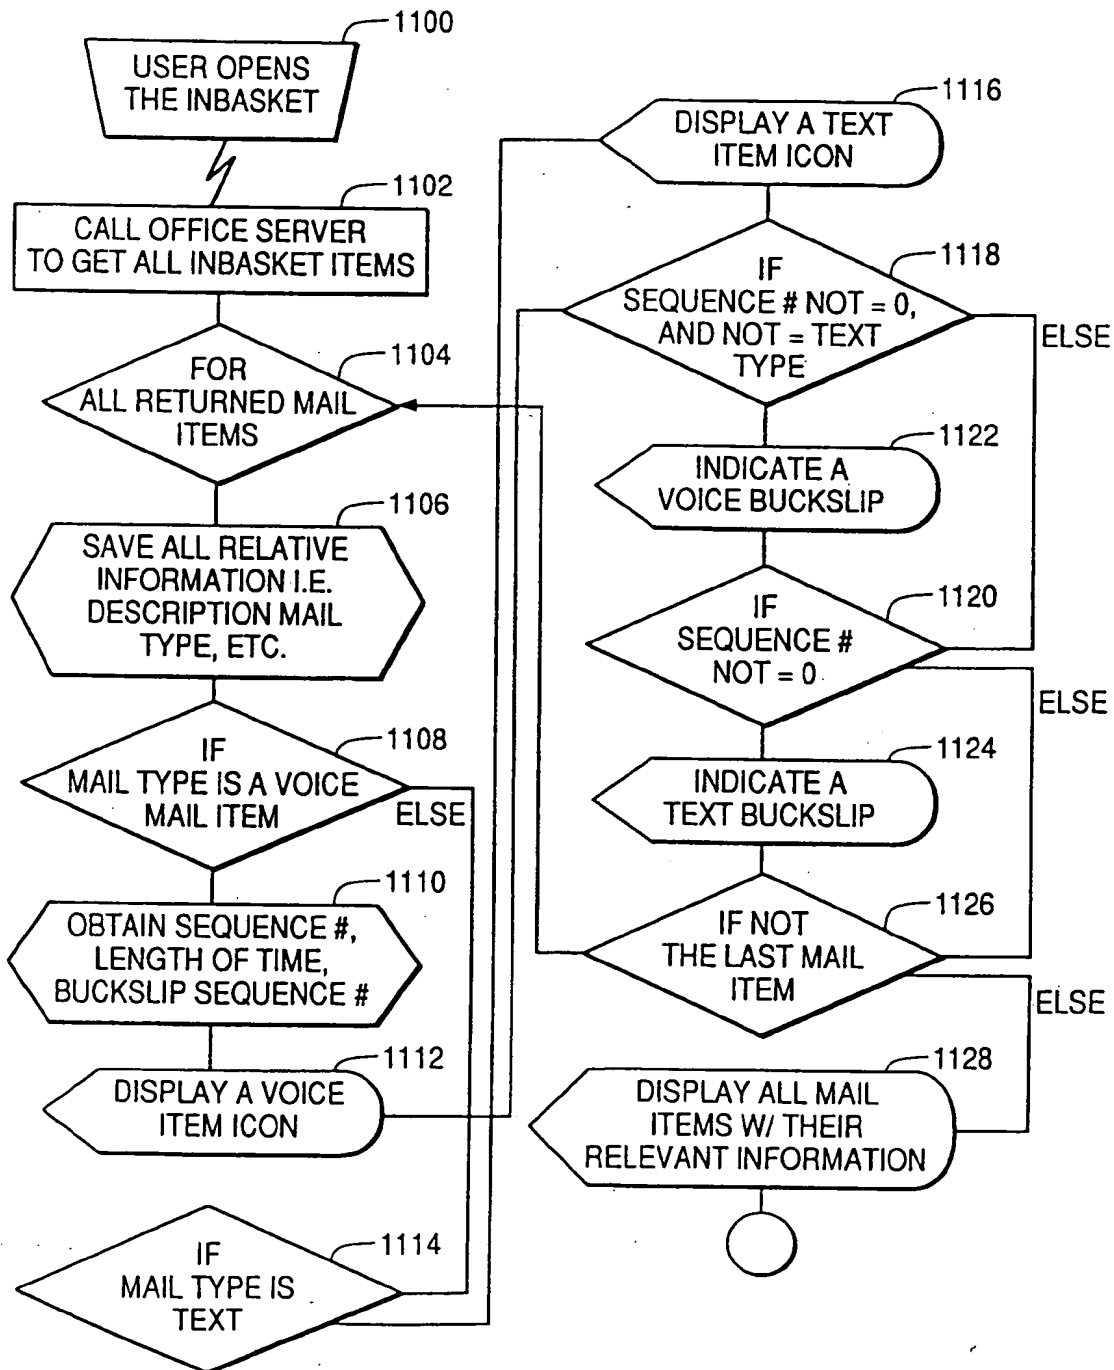 1100
USER OPENS
THE INBASKET
1102
CALL OFFICE SERVER
TO GET ALL INBASKET ITEMS
1104
FOR
ALL RETURNED MAIL
ITEMS
1106
SAVE ALL RELATIVE
INFORMATION I.E.
DESCRIPTION MAIL
TYPE, ETC.
1108
IF
MAIL TYPE IS A VOICE
MAIL ITEM
ELSE
1110
OBTAIN SEQUENCE #,
LENGTH OF TIME,
BUCKSLIP SEQUENCE #
1112
DISPLAY A VOICE
ITEM ICON
1114
IF
MAIL TYPE IS
TEXT
1116
DISPLAY A TEXT
ITEM ICON
1118
IF
SEQUENCE # NOT = 0,
AND NOT = TEXT
TYPE
ELSE
1122
INDICATE A
VOICE BUCKSLIP
1120
IF
SEQUENCE #
NOT = 0
ELSE
1124
INDICATE A
TEXT BUCKSLIP
1126
IF NOT
THE LAST MAIL
ITEM
ELSE
1128
DISPLAY ALL MAIL
ITEMS W/ THEIR
RELEVANT INFORMATION